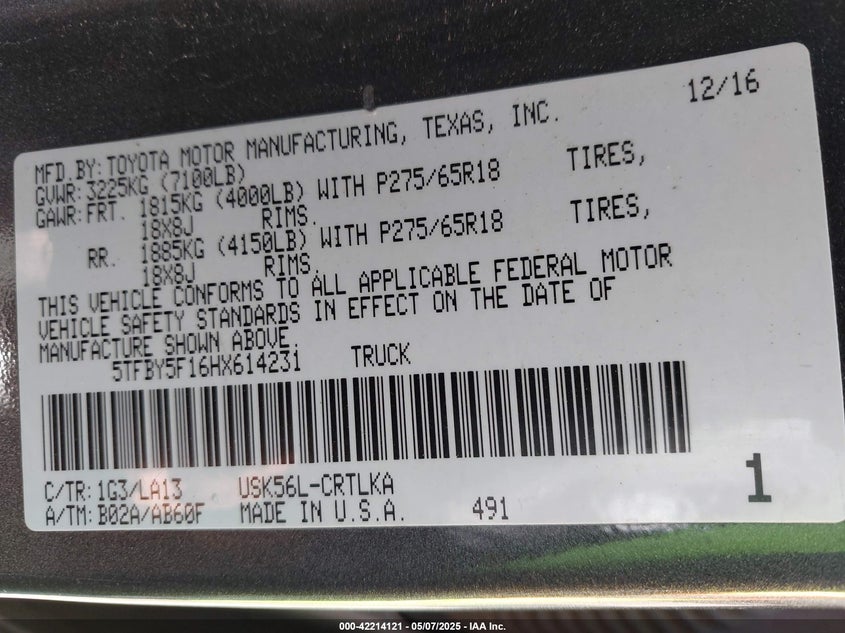 12/16
MFD.BY: TOYOTA MOTOR MANUFACTURING, TEXAS, INC.
GVWR: 3225KG (7100LB)
GAWR: FRT. 1815KG (4000LB) WITH P275/65R18 TIRES,
18X8J RIMS.
RR. 1885KG (4150LB) WITH P275/65R18 TIRES,
18X8J RIMS.
THIS VEHICLE CONFORMS TO ALL APPLICABLE FEDERAL MOTOR
VEHICLE SAFETY STANDARDS IN EFFECT ON THE DATE OF
MANUFACTURE SHOWN ABOVE.
5TFBY5F16HX614231 TRUCK
C/TR: 1G3/LA13 USK56L-CRTLKA
A/TM: B02A/AB60F MADE IN U.S.A. 491
1
000-42214121 - 05/07/2025 - IAA Inc.